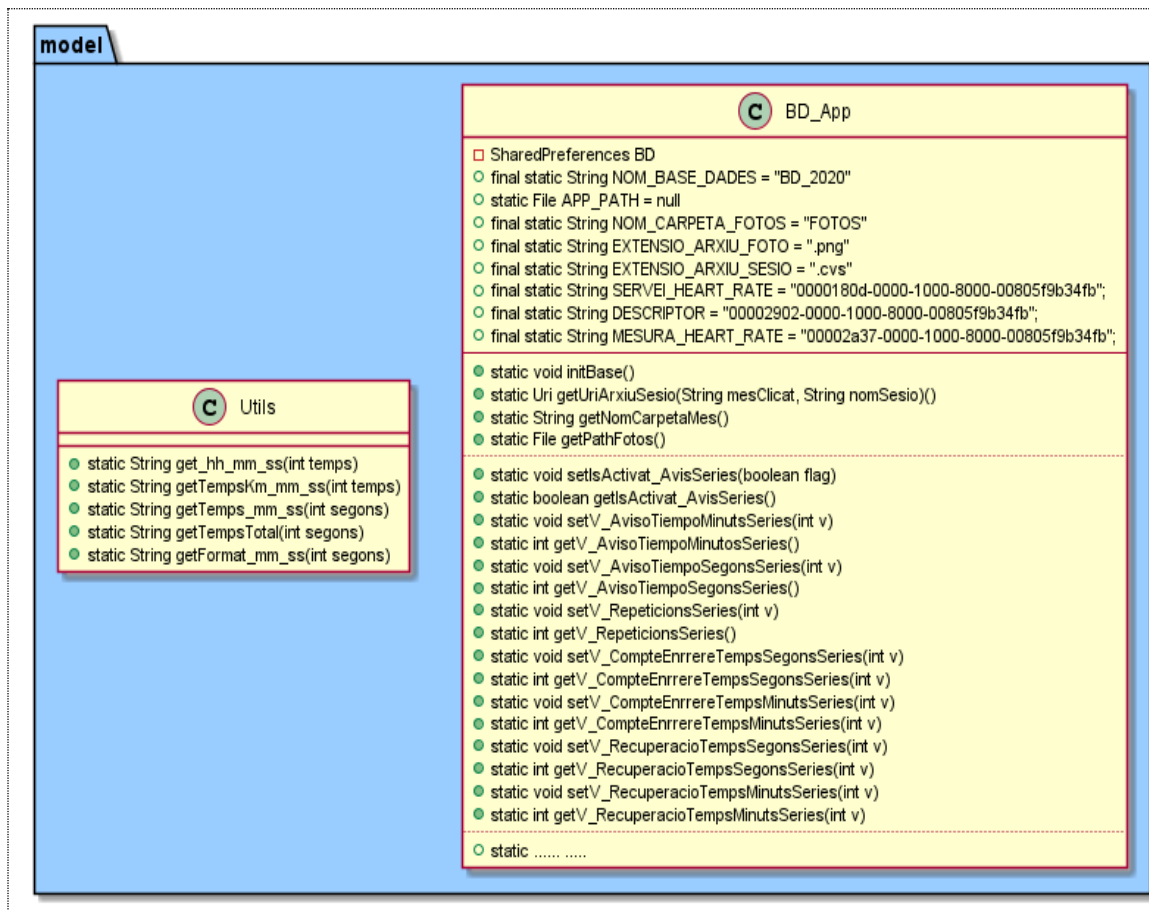 model
C Utils
static String get_hh_mm_ss(int temps)
static String getTempsKm_mm_ss(int temps)
static String getTemps_mm_ss(int segons)
static String getTempsTotal(int segons)
static String getFormat_mm_ss(int segons)
C BD_App
SharedPreferences BD
final static String NOM_BASE_DADES = "BD_2020"
static File APP_PATH = null
final static String NOM_CARPETA_FOTOS = "FOTOS"
final static String EXTENSIO_ARXIU_FOTO = ".png"
final static String EXTENSIO_ARXIU_SESIO = ".cvs"
final static String SERVEI_HEART_RATE = "0000180d-0000-1000-8000-00805f9b34fb";
final static String DESCRIPTOR = "00002902-0000-1000-8000-00805f9b34fb";
final static String MESURA_HEART_RATE = "00002a37-0000-1000-8000-00805f9b34fb";
static void initBase()
static Uri getUriArxiuSesio(String mesClicat, String nomSesio)()
static String getNomCarpetaMes()
static File getPathFotos()
static void setIsActivat_AvisSeries(boolean flag)
static boolean getIsActivat_AvisSeries()
static void setV_AvisoTiempoMinutsSeries(int v)
static int getV_AvisoTiempoMinutosSeries()
static void setV_AvisoTiempoSegonsSeries(int v)
static int getV_AvisoTiempoSegonsSeries()
static void setV_RepeticionsSeries(int v)
static int getV_RepeticionsSeries()
static void setV_CompteEnrrereTempsSegonsSeries(int v)
static int getV_CompteEnrrereTempsSegonsSeries(int v)
static void setV_CompteEnrrereTempsMinutsSeries(int v)
static int getV_CompteEnrrereTempsMinutsSeries(int v)
static void setV_RecuperacioTempsSegonsSeries(int v)
static int getV_RecuperacioTempsSegonsSeries(int v)
static void setV_RecuperacioTempsMinutsSeries(int v)
static int getV_RecuperacioTempsMinutsSeries(int v)
static ...... .....